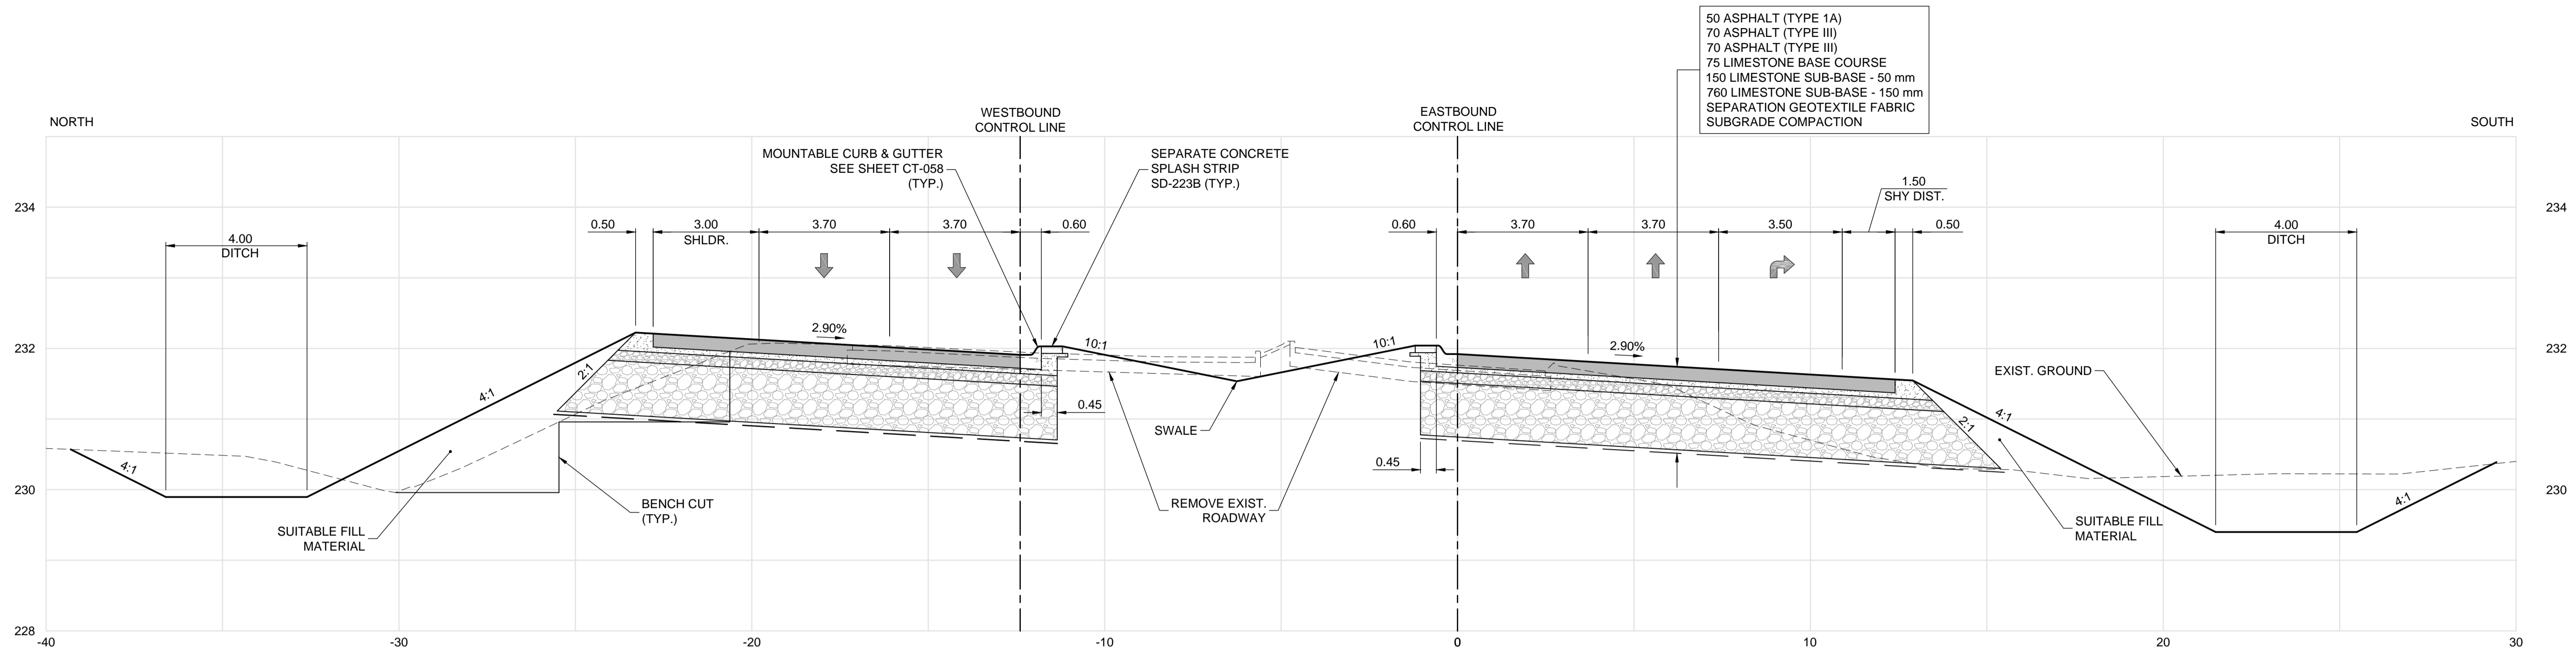 50 ASPHALT (TYPE 1A)
70 ASPHALT (TYPE III)
70 ASPHALT (TYPE III)
75 LIMESTONE BASE COURSE
150 LIMESTONE SUB-BASE - 50 mm
760 LIMESTONE SUB-BASE - 150 mm
SEPARATION GEOTEXTILE FABRIC
SUBGRADE COMPACTION
NORTH
WESTBOUND
CONTROL LINE
EASTBOUND
CONTROL LINE
SOUTH
MOUNTABLE CURB & GUTTER
SEE SHEET CT-058
(TYP.)
SEPARATE CONCRETE
SPLASH STRIP
SD-223B (TYP.)
1.50
SHY DIST.
234
234
4.00
DITCH
0.50
3.00
SHLDR.
3.70
3.70
0.60
0.60
3.70
3.70
3.50
0.50
4.00
DITCH
2.90%
10:1
10:1
2.90%
232
232
EXIST. GROUND
2:1
4:1
0.45
SWALE
0.45
4:1
2:1
4:1
230
BENCH CUT
(TYP.)
SUITABLE FILL
MATERIAL
REMOVE EXIST.
ROADWAY
SUITABLE FILL
MATERIAL
4:1
230
228
-40
-30
-20
-10
0
10
20
30